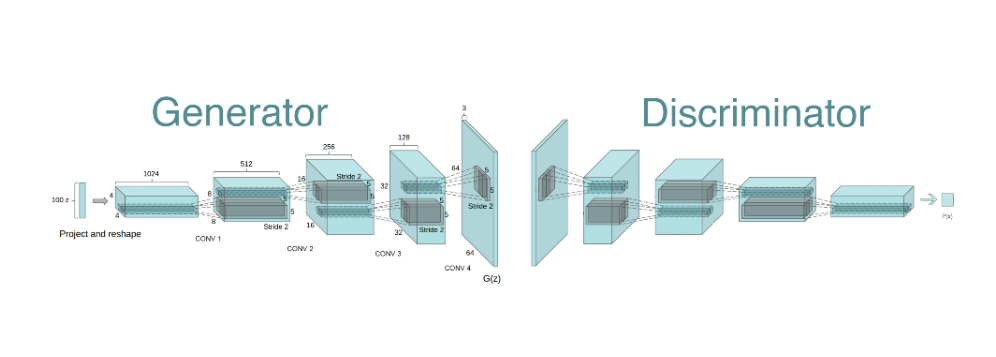 Generator
Discriminator
3
128
256
512
1024
64
Stride 2
16
32
5
5
4
8
5
5
5
5
100 z
5
5
Stride 2
4
8
16
32
Stride 2
Stride 2
Project and reshape
CONV 1
CONV 2
CONV 3
64
CONV 4
G(z)